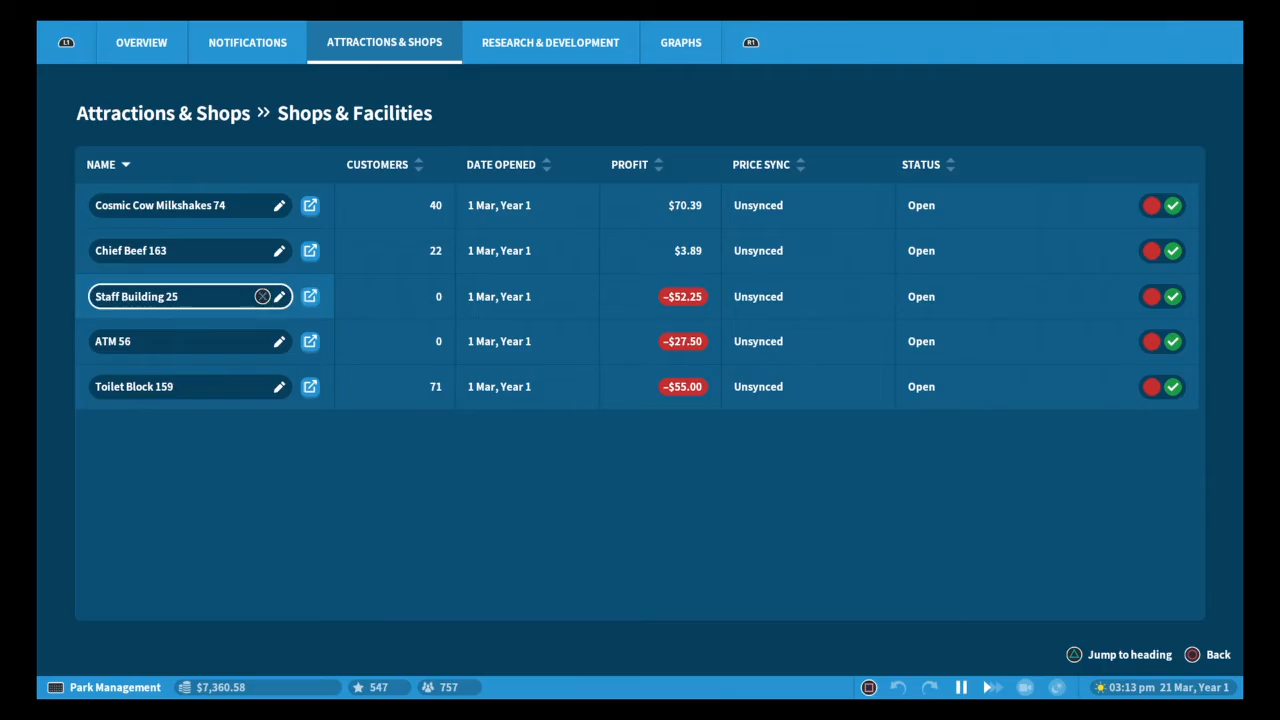 L1 OVERVIEW NOTIFICATIONS ATTRACTIONS & SHOPS RESEARCH & DEVELOPMENT GRAPHS R1
Attractions & Shops » Shops & Facilities
NAME CUSTOMERS DATE OPENED PROFIT PRICE SYNC STATUS
Cosmic Cow Milkshakes 74 40 1 Mar, Year 1 $70.39 Unsynced Open
Chief Beef 163 22 1 Mar, Year 1 $3.89 Unsynced Open
Staff Building 25 0 1 Mar, Year 1 -$52.25 Unsynced Open
ATM 56 0 1 Mar, Year 1 -$27.50 Unsynced Open
Toilet Block 159 71 1 Mar, Year 1 -$55.00 Unsynced Open
Jump to heading Back
Park Management $7,360.58 547 757 03:13 pm 21 Mar, Year 1